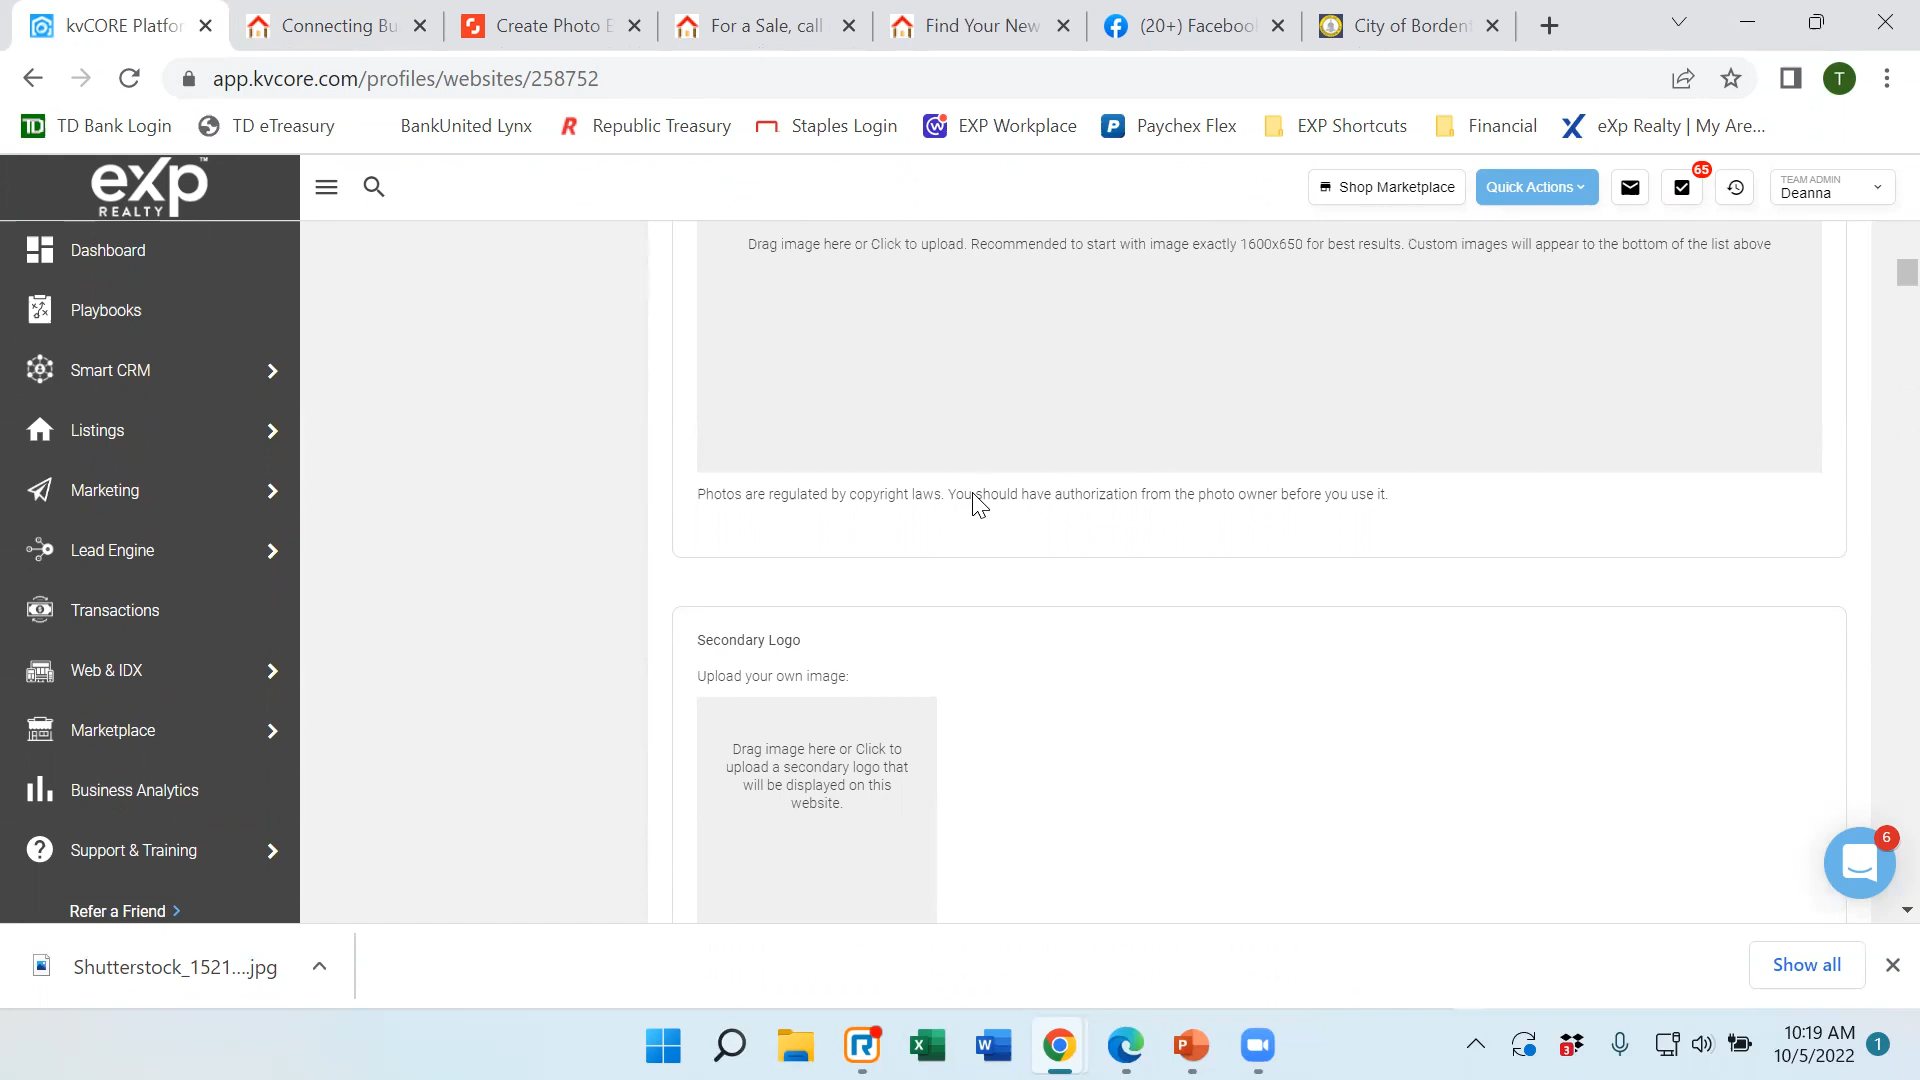 kvCORE Platfor
Connecting Bu
Create Photo E
For a Sale, call
Find Your New
(20+) Faceboo
City of Bordent
app.kvcore.com/profiles/websites/258752
T
TD Bank Login
TD eTreasury
BankUnited Lynx
Republic Treasury
Staples Login
EXP Workplace
Paychex Flex
EXP Shortcuts
Financial
eXp Realty | My Are...
eXp™
REALTY
Shop Marketplace
Quick Actions
65
TEAM ADMIN
Deanna
Dashboard
Playbooks
Smart CRM
Listings
Marketing
Lead Engine
Transactions
Web & IDX
Marketplace
Business Analytics
Support & Training
Refer a Friend
Drag image here or Click to upload. Recommended to start with image exactly 1600x650 for best results. Custom images will appear to the bottom of the list above
Photos are regulated by copyright laws. You should have authorization from the photo owner before you use it.
Secondary Logo
Upload your own image:
Drag image here or Click to
upload a secondary logo that
will be displayed on this
website.
6
Shutterstock_1521....jpg
Show all
3
10:19 AM
10/5/2022
1